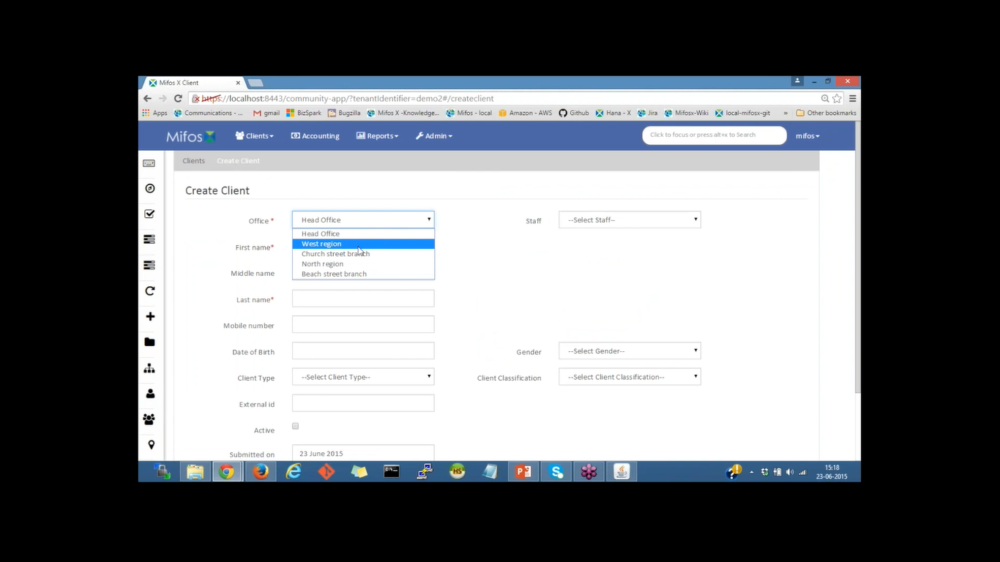 Mifos X Client
https://localhost:8443/community-app/?tenantIdentifier=demo2#/createclient
Apps Communications - ... gmail BizSpark Bugzilla Mifos X -Knowledge... Mifos - local Amazon - AWS Github Hana - X Jira Mifosx-Wiki local-mifosx-git » Other bookmarks
Mifos X Clients Accounting Reports Admin Click to focus or press alt+x to Search mifos
Clients Create Client
Create Client
Office * Head Office Staff --Select Staff--
Head Office
West region
First name*
Church street branch
North region
Middle name
Beach street branch
Last name*
Mobile number
Date of Birth Gender --Select Gender--
Client Type --Select Client Type-- Client Classification --Select Client Classification--
External id
Active
Submitted on 23 June 2015
HS
15:18
23-06-2015